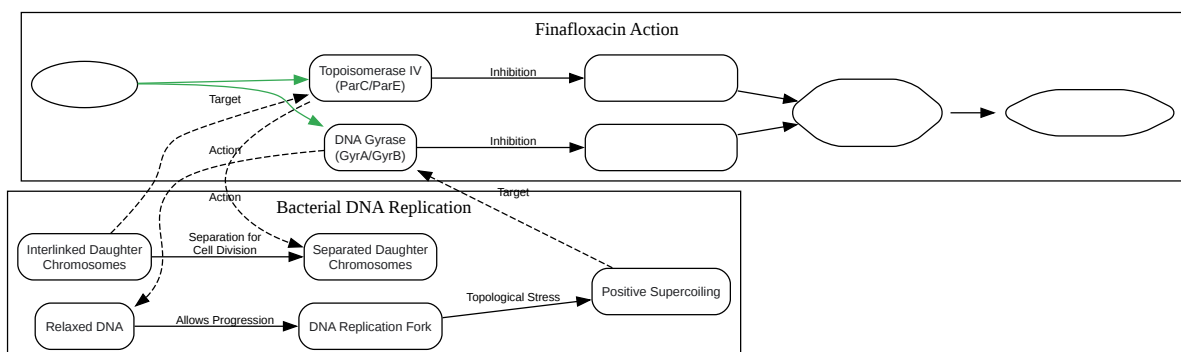 Finafloxacin Action
Topoisomerase IV
(ParC/ParE)
Inhibition
Target
DNA Gyrase
(GyrA/GyrB)
Inhibition
Action
Action
Target
Bacterial DNA Replication
Interlinked Daughter
Chromosomes
Separation for
Cell Division
Separated Daughter
Chromosomes
Positive Supercoiling
Topological Stress
Relaxed DNA
Allows Progression
DNA Replication Fork